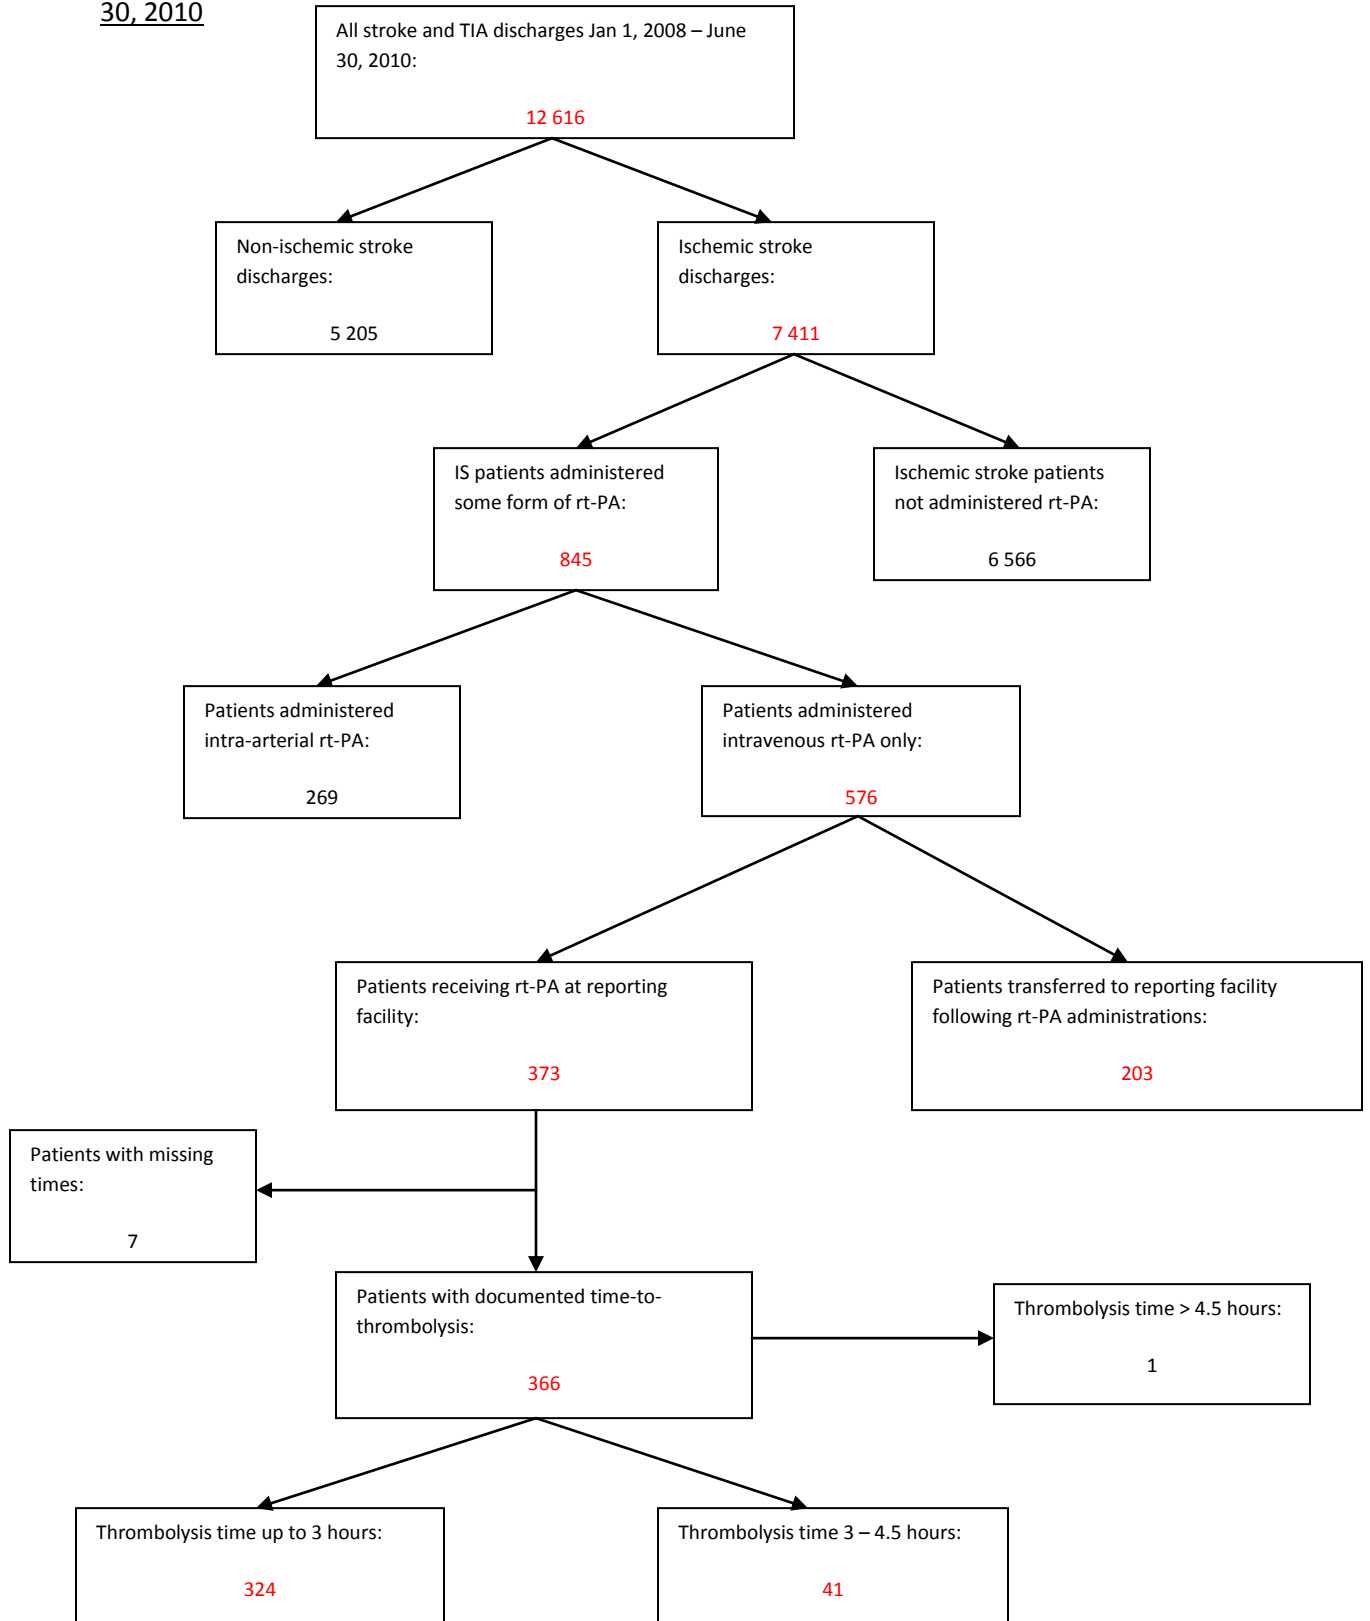 30, 2010
All stroke and TIA discharges Jan 1, 2008 – June
30, 2010:
12 616
Non-ischemic stroke
discharges:
5 205
Ischemic stroke
discharges:
7 411
IS patients administered
some form of rt-PA:
845
Ischemic stroke patients
not administered rt-PA:
6 566
Patients administered
intra-arterial rt-PA:
269
Patients administered
intravenous rt-PA only:
576
Patients receiving rt-PA at reporting
facility:
373
Patients transferred to reporting facility
following rt-PA administrations:
203
Patients with missing
times:
7
Patients with documented time-to-
thrombolysis:
366
Thrombolysis time > 4.5 hours:
1
Thrombolysis time up to 3 hours:
324
Thrombolysis time 3 – 4.5 hours:
41